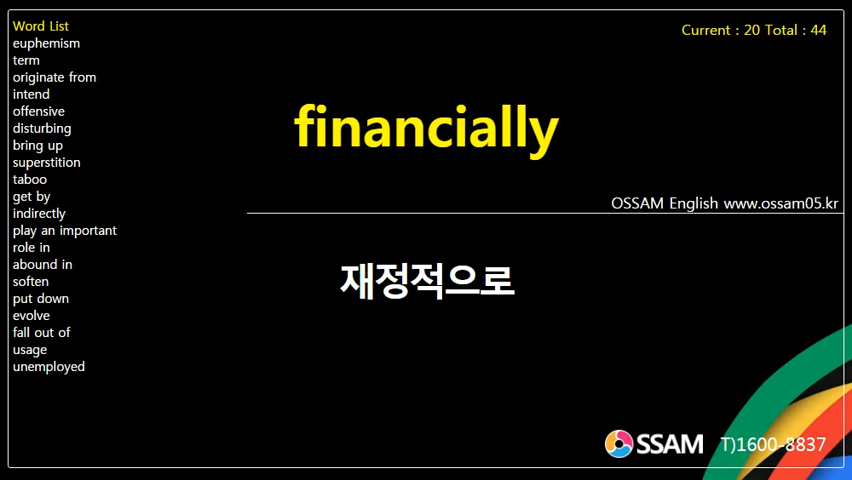 Word List
euphemism
term
originate from
intend
offensive
disturbing
bring up
superstition
taboo
get by
indirectly
play an important
role in
abound in
soften
put down
evolve
fall out of
usage
unemployed
Current : 20 Total : 44
financially
OSSAM English www.ossam05.kr
재정적으로
OSSAM T)1600-8837